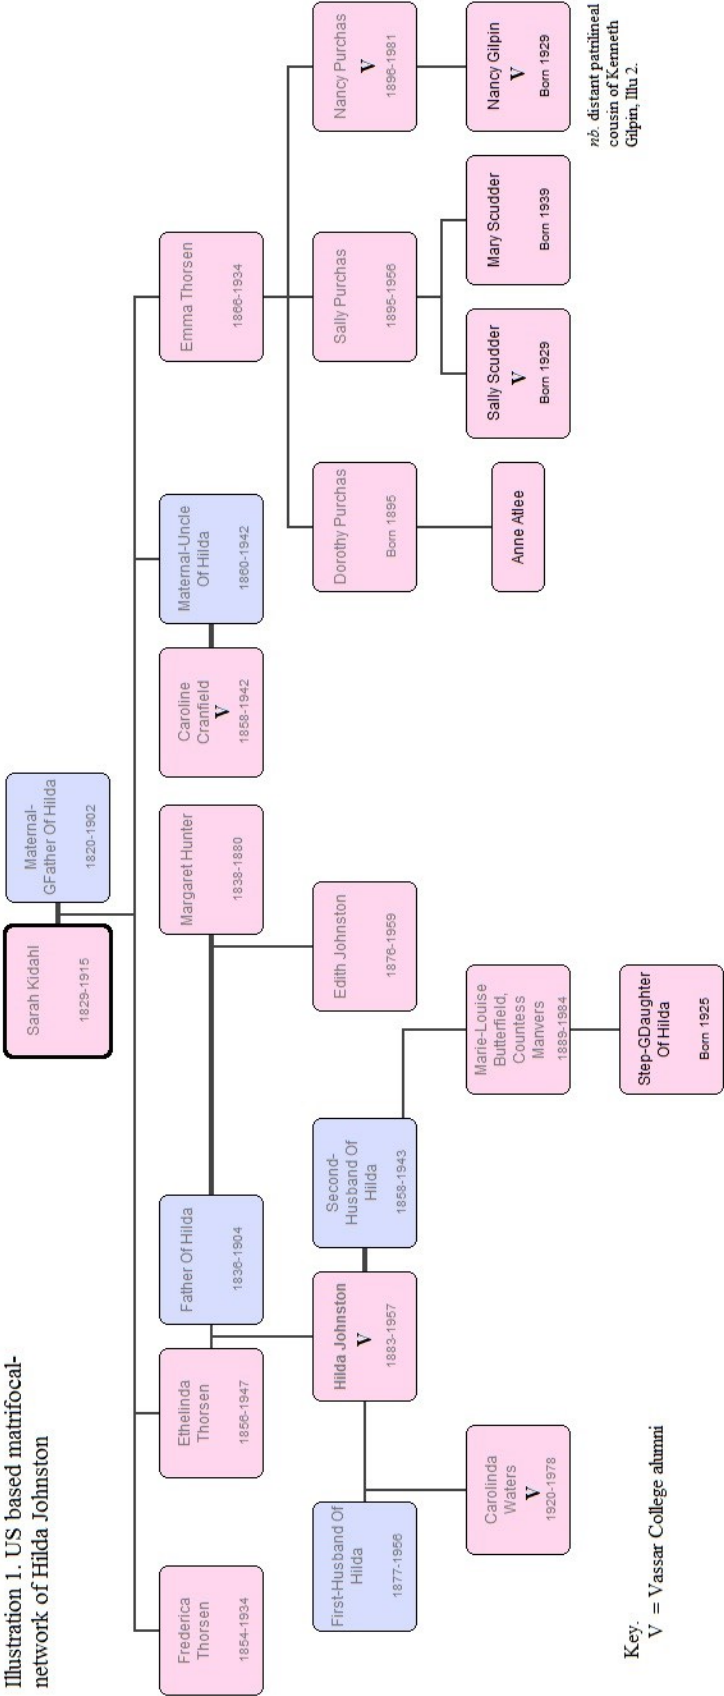 Illustration 1. US based matrifocal-
network of Hilda Johnston
Sarah Kidahl
1829-1915
Maternal-
GFather Of Hilda
1820-1902
Frederica
Thorsen
1854-1934
Ethelinda
Thorsen
1856-1947
Father Of Hilda
1836-1904
Margaret Hunter
1838-1880
Caroline
Cranfield
V
1858-1942
Maternal-Uncle
Of Hilda
1860-1942
Emma Thorsen
1866-1934
First-Husband Of
Hilda
1877-1956
Hilda Johnston
V
1883-1957
Second-
Husband Of
Hilda
1858-1943
Edith Johnston
1876-1959
Dorothy Purchas
Born 1895
Sally Purchas
1895-1956
Nancy Purchas
V
1896-1981
Carolinda
Waters
V
1920-1978
Marie-Louise
Butterfield,
Countess
Manvers
1889-1984
Anne Atlee
Sally Scudder
V
Born 1929
Mary Scudder
Born 1939
Nancy Gilpin
V
Born 1929
Step-GDaughter
Of Hilda
Born 1925
nb. distant patrilineal
cousin of Kenneth
Gilpin, Illu 2.
Key.
V = Vassar College alumni